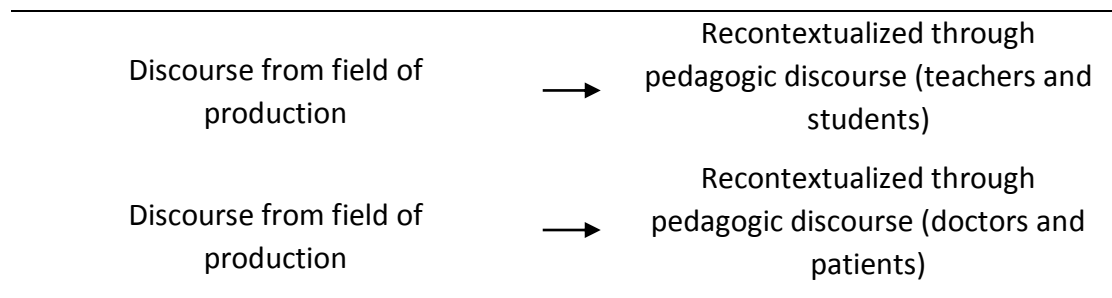 Discourse from field of
production
Recontextualized through
pedagogic discourse (teachers and
students)
Discourse from field of
production
Recontextualized through
pedagogic discourse (doctors and
patients)